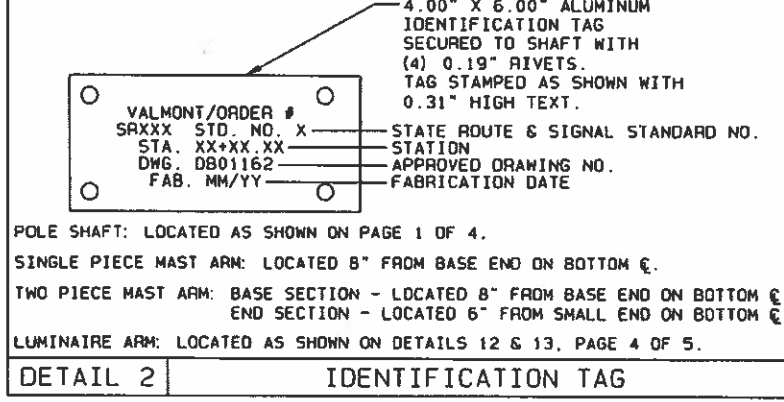 4.00" X 6.00" ALUMINUM
IDENTIFICATION TAG
SECURED TO SHAFT WITH
(4) 0.19" RIVETS.
TAG STAMPED AS SHOWN WITH
0.31" HIGH TEXT.
VALMONT/ORDER #
SRXXX STD. NO. X
STATE ROUTE & SIGNAL STANDARD NO.
STA. XX+XX.XX
STATION
DWG. DB01162
APPROVED DRAWING NO.
FAB. MM/YY
FABRICATION DATE
POLE SHAFT: LOCATED AS SHOWN ON PAGE 1 OF 4.
SINGLE PIECE MAST ARM: LOCATED 8" FROM BASE END ON BOTTOM ℄.
TWO PIECE MAST ARM: BASE SECTION - LOCATED 8" FROM BASE END ON BOTTOM ℄
END SECTION - LOCATED 6" FROM SMALL END ON BOTTOM ℄
LUMINAIRE ARM: LOCATED AS SHOWN ON DETAILS 12 & 13, PAGE 4 OF 5.
DETAIL 2 IDENTIFICATION TAG